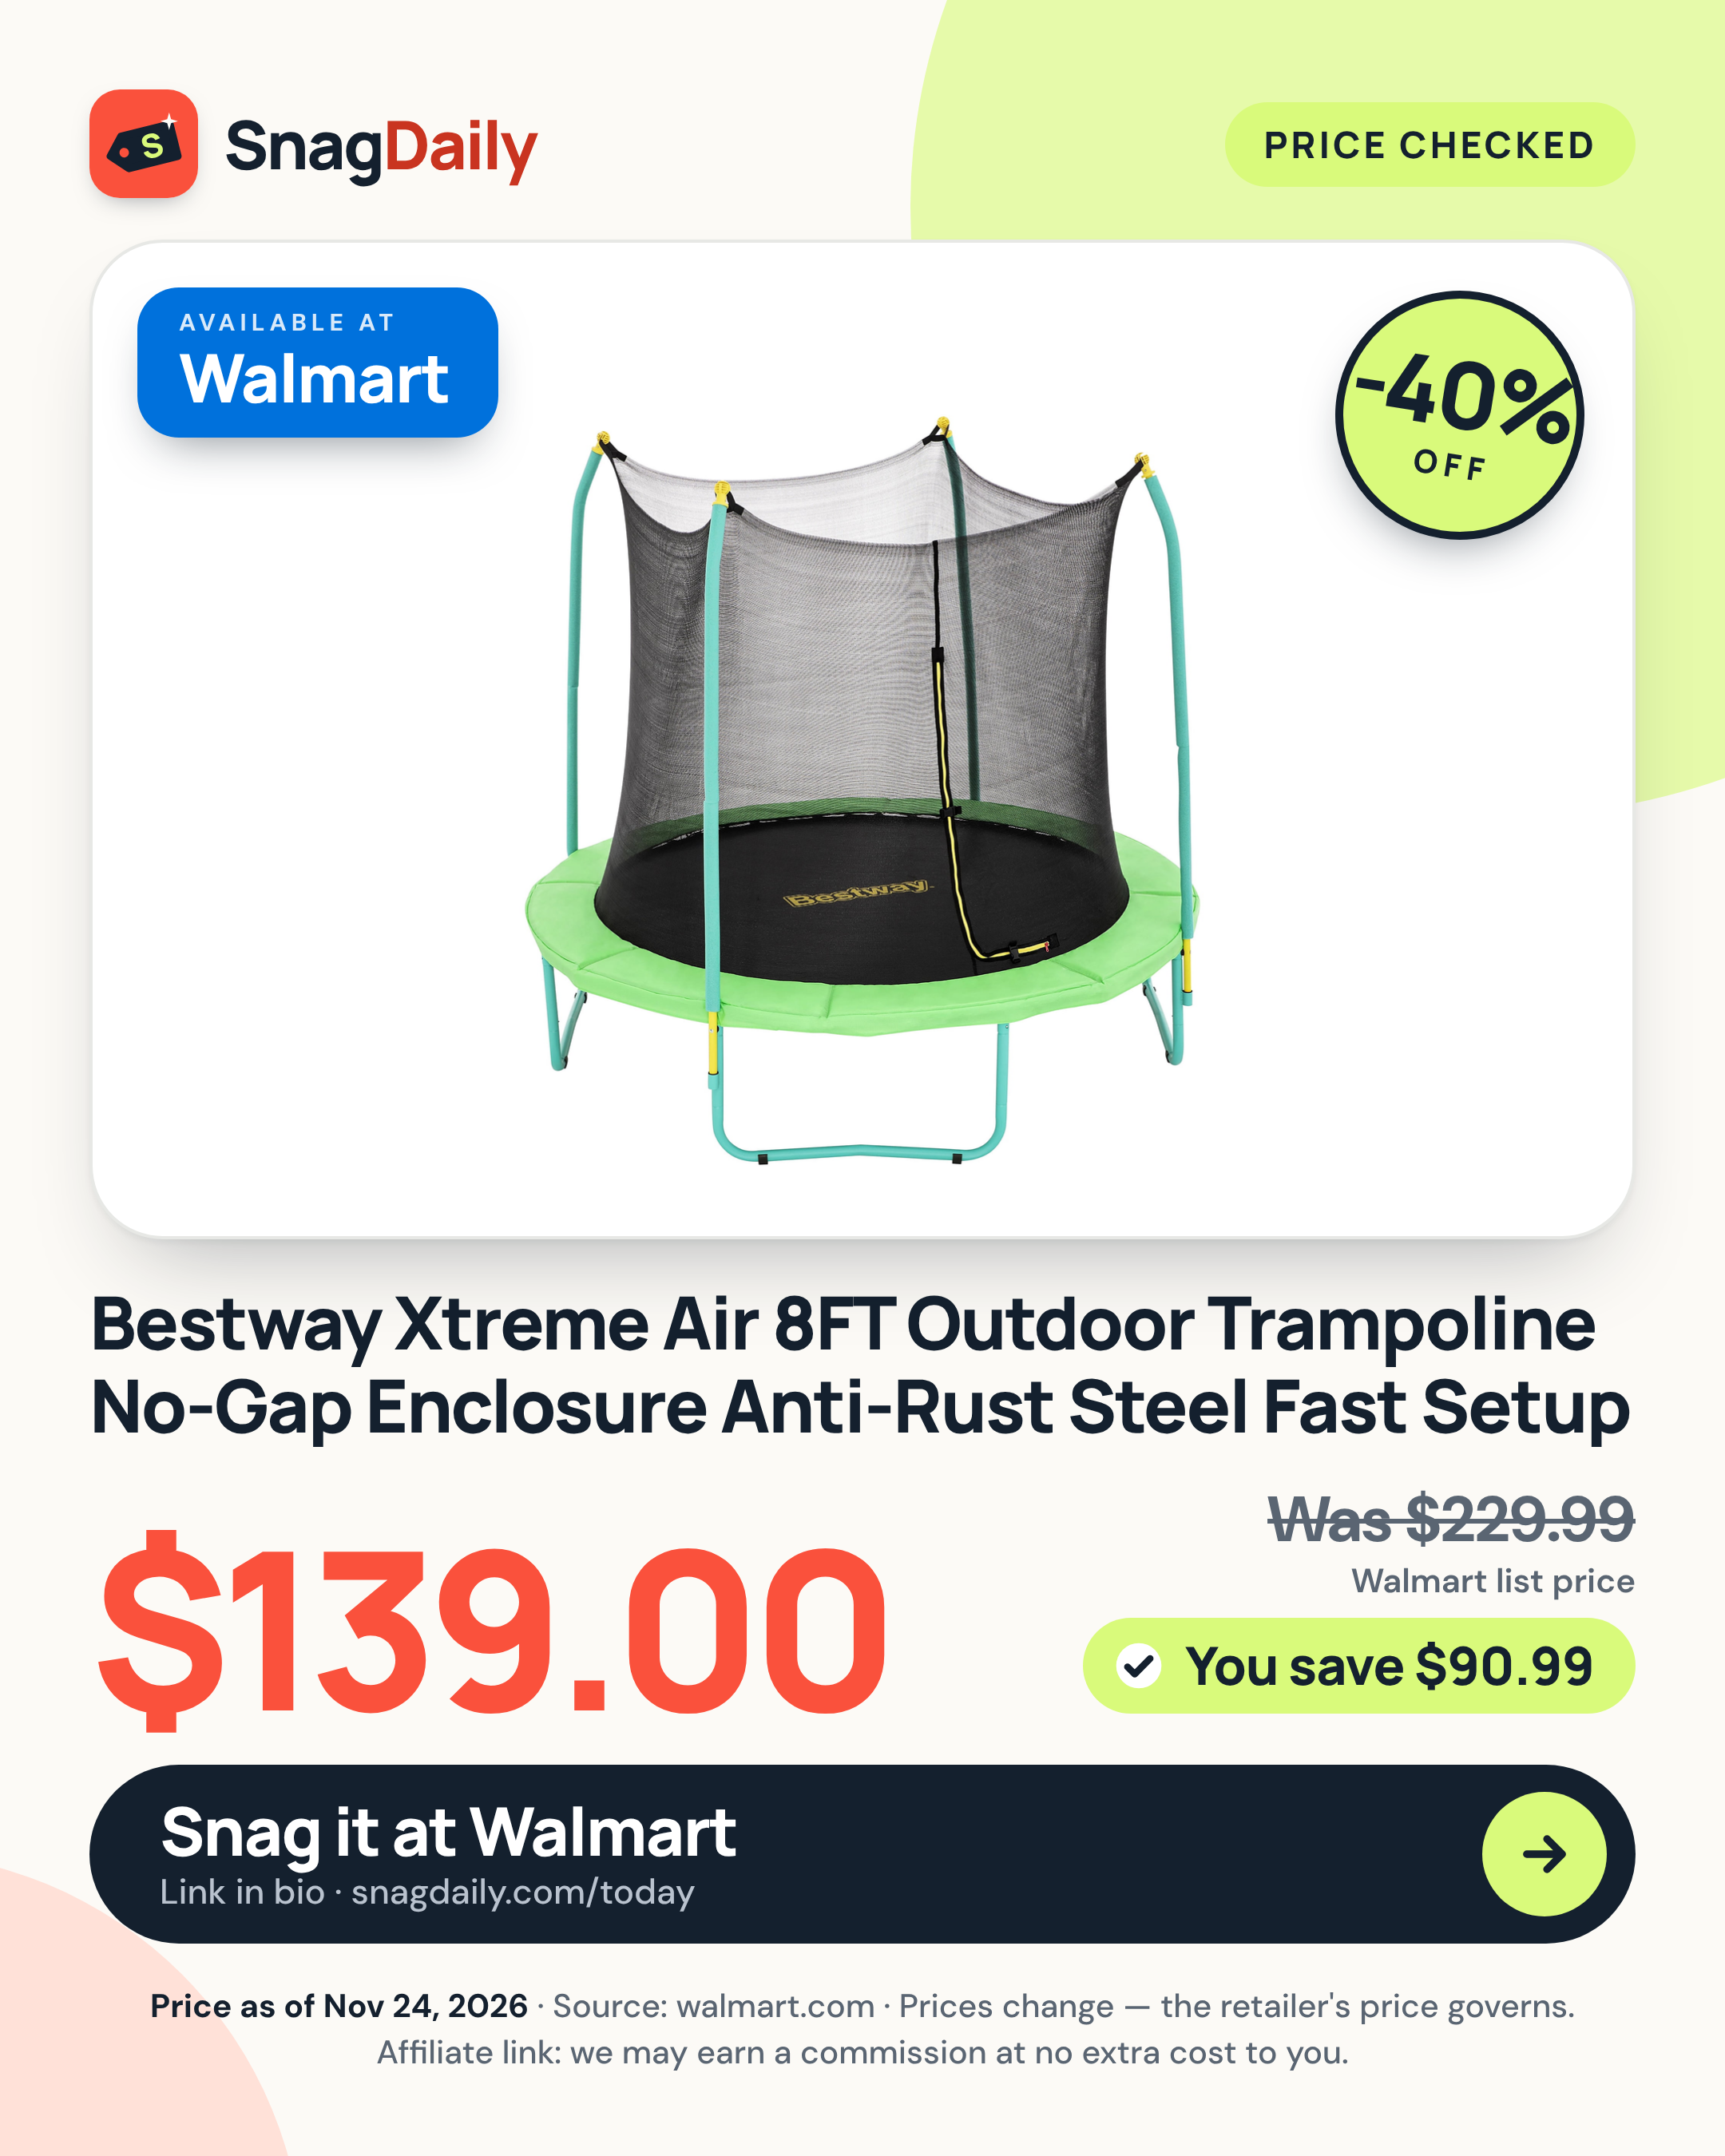 S
SnagDaily
PRICE CHECKED
AVAILABLE AT
Walmart
-40%
OFF
Bestway
Bestway Xtreme Air 8FT Outdoor Trampoline
No-Gap Enclosure Anti-Rust Steel Fast Setup
$139.00
Was $229.99
Walmart list price
You save $90.99
Snag it at Walmart
Link in bio · snagdaily.com/today
Price as of Nov 24, 2026 · Source: walmart.com · Prices change — the retailer's price governs.
Affiliate link: we may earn a commission at no extra cost to you.